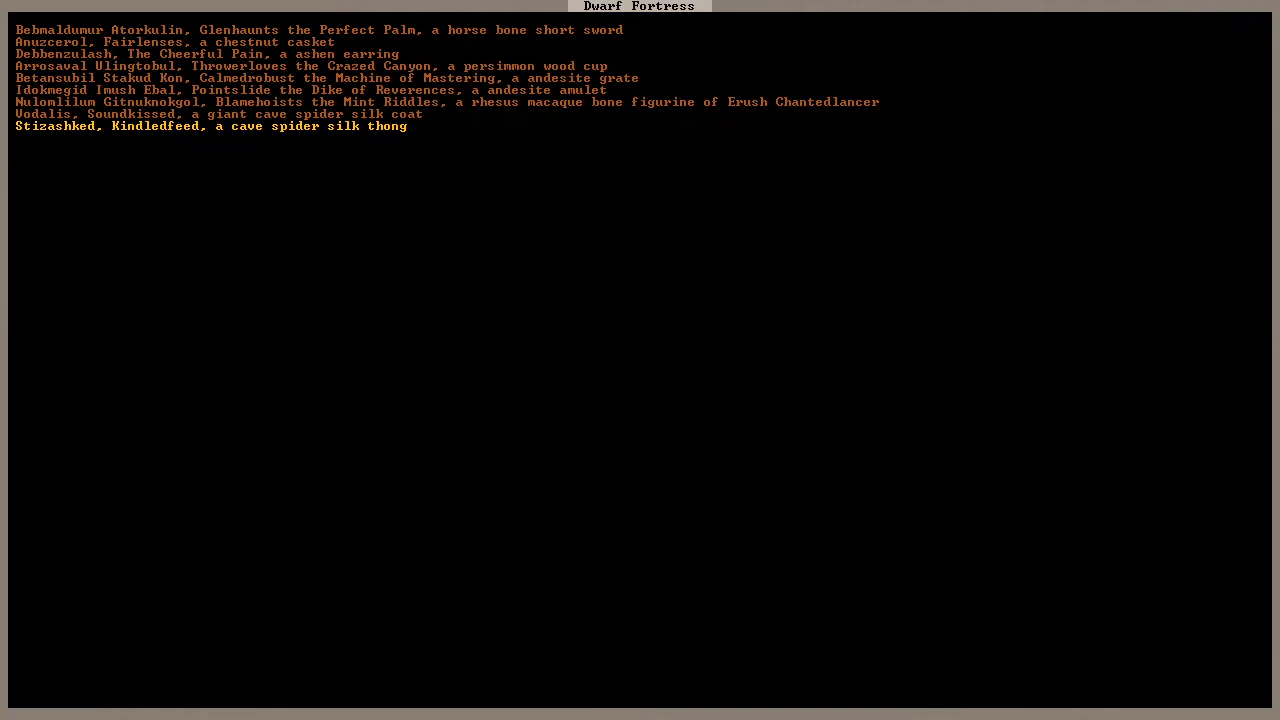 Dwarf Fortress
Bebmaldumur Atorkulin, Glenhaunts the Perfect Palm, a horse bone short sword
Anuzcerol, Fairlenses, a chestnut casket
Debbenzulash, The Cheerful Pain, a ashen earring
Arrosaval Ulingtobul, Throwerloves the Crazed Canyon, a persimmon wood cup
Betansubil Stakud Kon, Calmedrobust the Machine of Mastering, a andesite grate
Idokmegid Imush Ebal, Pointslide the Dike of Reverences, a andesite amulet
Nulomlilum Gitnuknokgol, Blamehoists the Mint Riddles, a rhesus macaque bone figurine of Erush Chantedlancer
Vodalis, Soundkissed, a giant cave spider silk coat
Stizashked, Kindledfeed, a cave spider silk thong